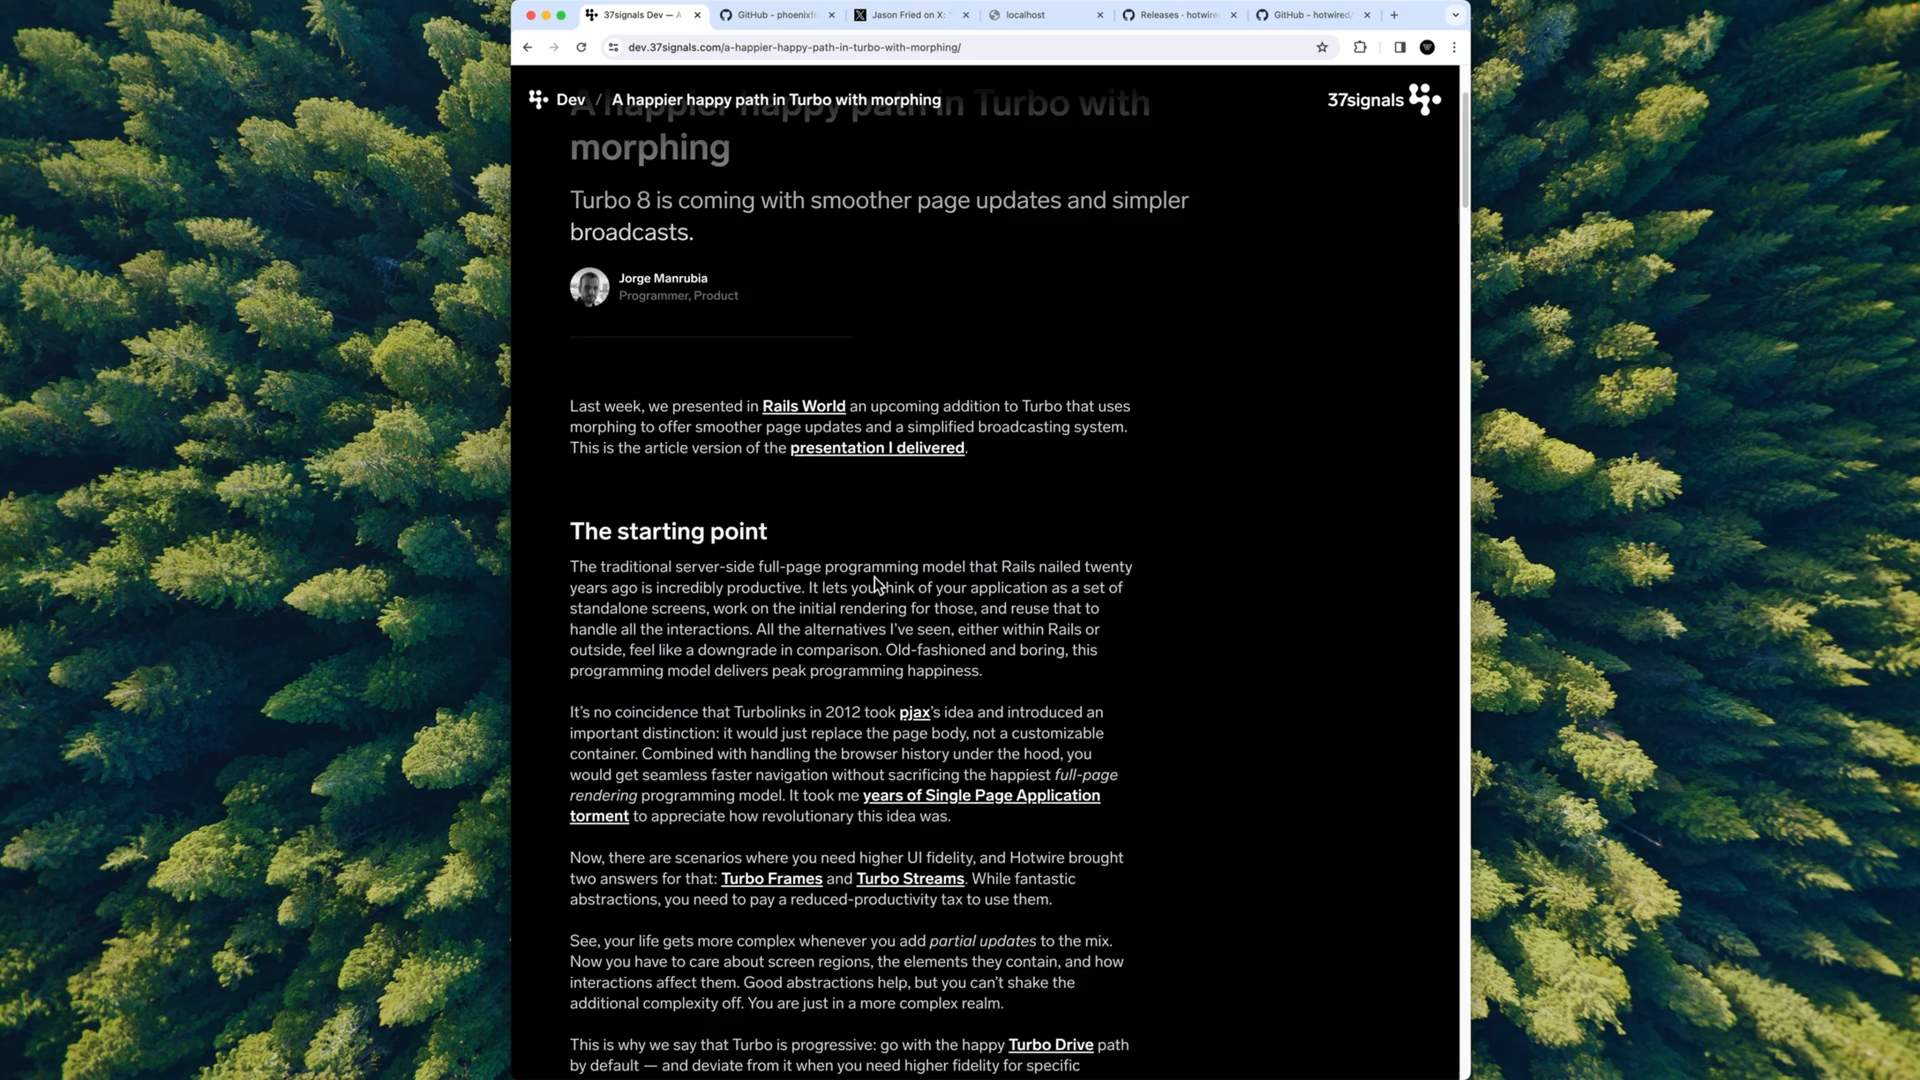 37signals Dev — A
GitHub - phoenixfr
Jason Fried on X: "
localhost
Releases · hotwire
GitHub - hotwired/
dev.37signals.com/a-happier-happy-path-in-turbo-with-morphing/
Dev / A happier happy path in Turbo with morphing
37signals
A happier happy path in Turbo with
morphing
Turbo 8 is coming with smoother page updates and simpler
broadcasts.
Jorge Manrubia
Programmer, Product
Last week, we presented in Rails World an upcoming addition to Turbo that uses
morphing to offer smoother page updates and a simplified broadcasting system.
This is the article version of the presentation I delivered.
The starting point
The traditional server-side full-page programming model that Rails nailed twenty
years ago is incredibly productive. It lets you think of your application as a set of
standalone screens, work on the initial rendering for those, and reuse that to
handle all the interactions. All the alternatives I've seen, either within Rails or
outside, feel like a downgrade in comparison. Old-fashioned and boring, this
programming model delivers peak programming happiness.
It's no coincidence that Turbolinks in 2012 took pjax's idea and introduced an
important distinction: it would just replace the page body, not a customizable
container. Combined with handling the browser history under the hood, you
would get seamless faster navigation without sacrificing the happiest full-page
rendering programming model. It took me years of Single Page Application
torment to appreciate how revolutionary this idea was.
Now, there are scenarios where you need higher UI fidelity, and Hotwire brought
two answers for that: Turbo Frames and Turbo Streams. While fantastic
abstractions, you need to pay a reduced-productivity tax to use them.
See, your life gets more complex whenever you add partial updates to the mix.
Now you have to care about screen regions, the elements they contain, and how
interactions affect them. Good abstractions help, but you can't shake the
additional complexity off. You are just in a more complex realm.
This is why we say that Turbo is progressive: go with the happy Turbo Drive path
by default — and deviate from it when you need higher fidelity for specific